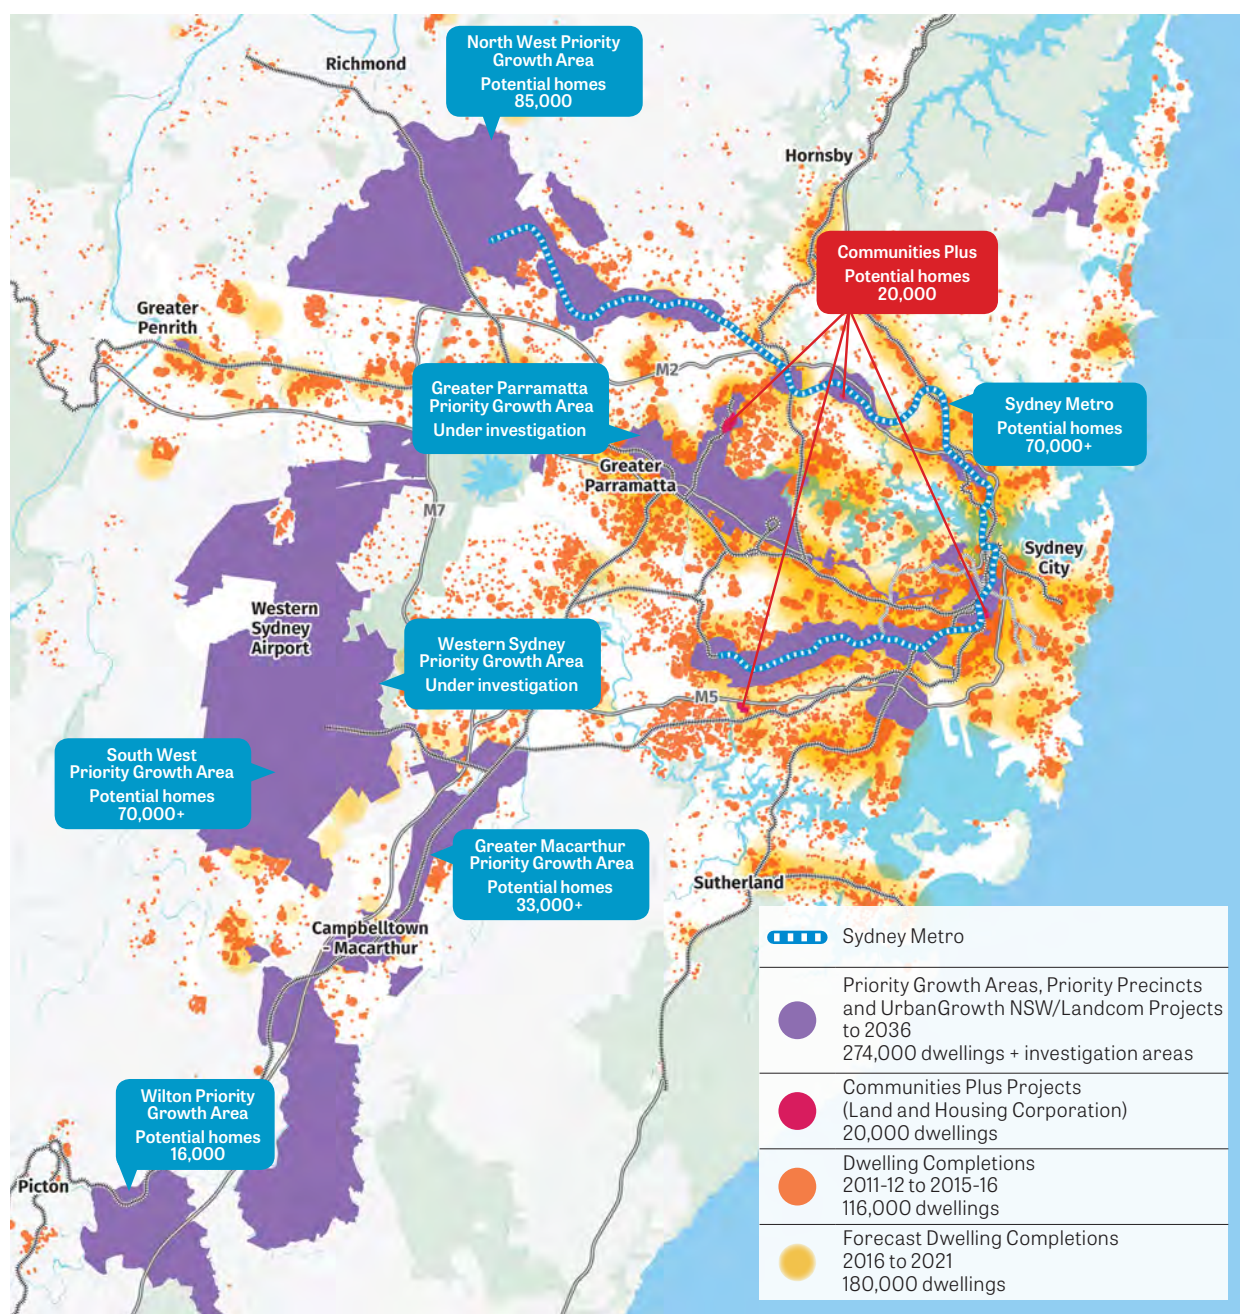 North West Priority
Growth Area
Potential homes
85,000
Richmond
Hornsby
Communities Plus
Potential homes
20,000
Greater
Penrith
M2
Greater Parramatta
Priority Growth Area
Under investigation
Sydney Metro
Potential homes
70,000+
Greater
Parramatta
M7
Sydney
City
Western
Sydney
Airport
Western Sydney
Priority Growth Area
Under investigation
M5
South West
Priority Growth Area
Potential homes
70,000+
Greater Macarthur
Priority Growth Area
Potential homes
33,000+
Sutherland
Campbelltown
- Macarthur
Wilton Priority
Growth Area
Potential homes
16,000
Picton
Sydney Metro
Priority Growth Areas, Priority Precincts
and UrbanGrowth NSW/Landcom Projects
to 2036
274,000 dwellings + investigation areas
Communities Plus Projects
(Land and Housing Corporation)
20,000 dwellings
Dwelling Completions
2011-12 to 2015-16
116,000 dwellings
Forecast Dwelling Completions
2016 to 2021
180,000 dwellings